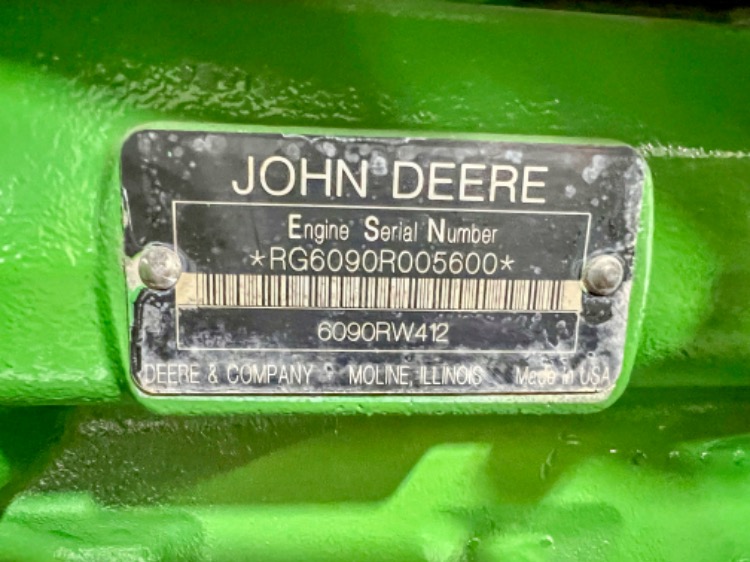 JOHN DEERE
Engine Serial Number
*RG6090R005600*
6090RW412
DEERE & COMPANY MOLINE, ILLINOIS Made in USA